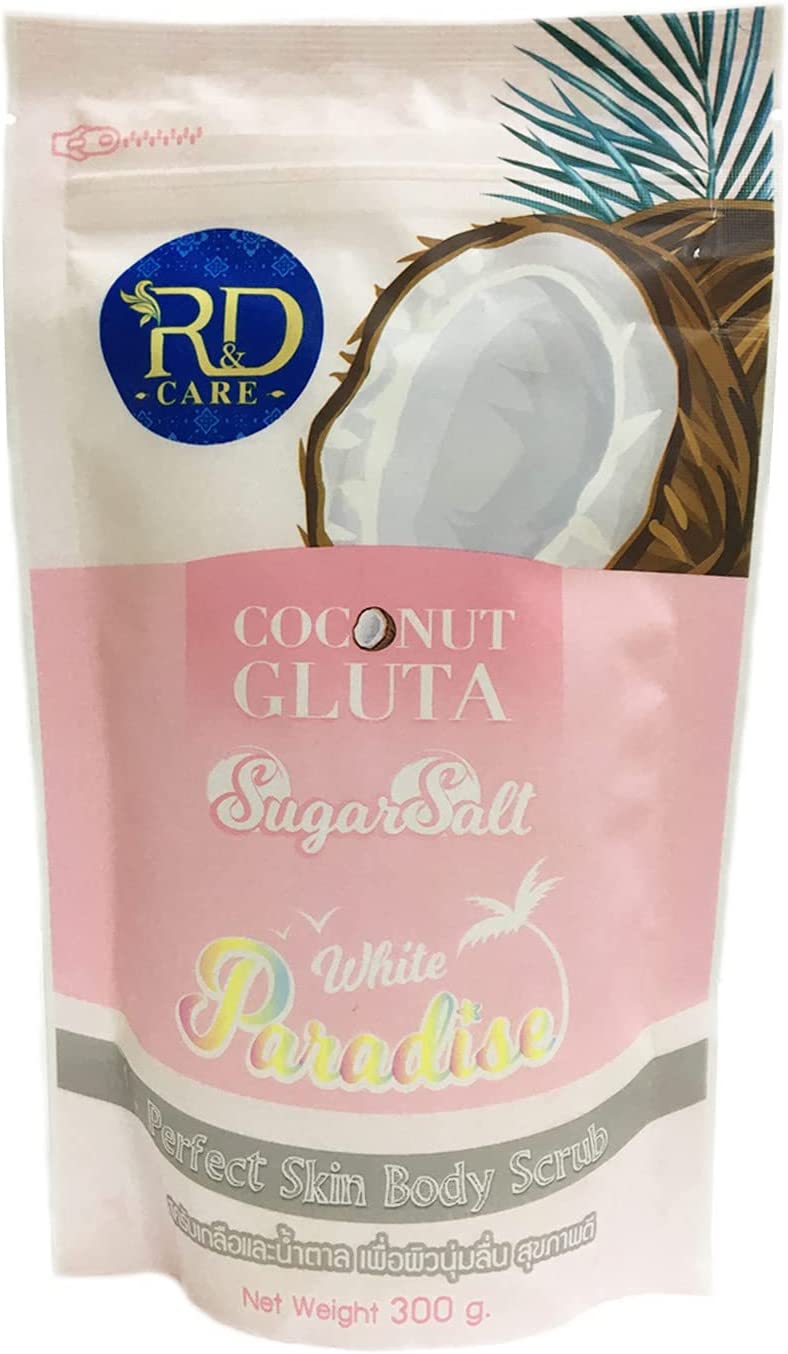 R&D
- CARE -
COCONUT
GLUTA
SugarSalt
White
Paradise
Perfect Skin Body Scrub
สครับเกลือและน้ำตาล เพื่อผิวนุ่มลื่น สุขภาพดี
Net Weight 300 g.